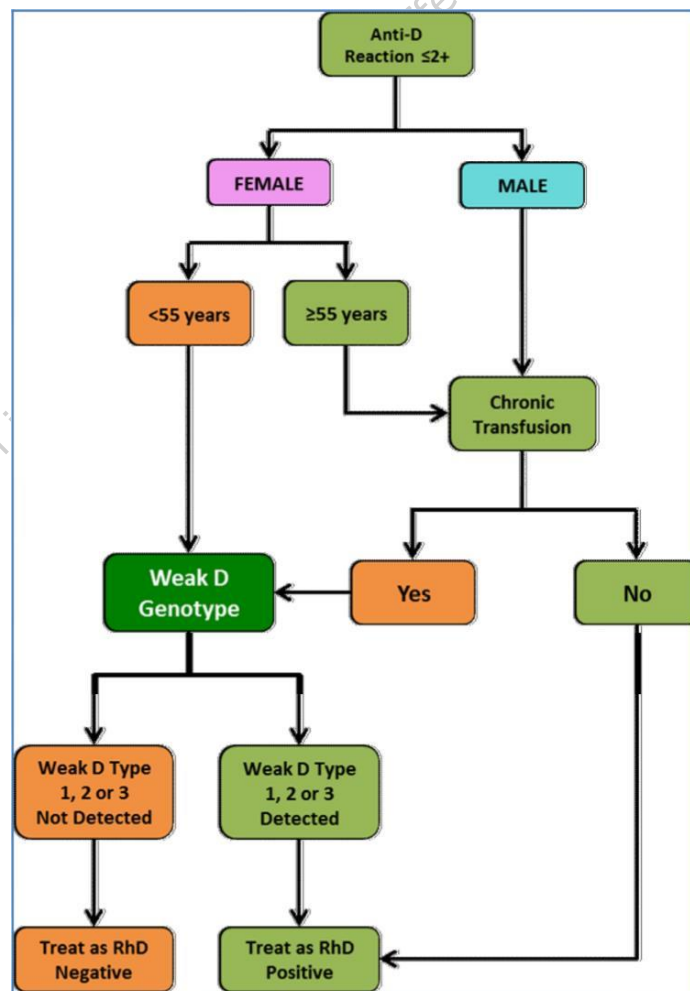 Anti-D
Reaction ≤2+
FEMALE
MALE
<55 years
≥55 years
Chronic
Transfusion
Weak D
Genotype
Yes
No
Weak D Type
1, 2 or 3
Not Detected
Weak D Type
1, 2 or 3
Detected
Treat as RhD
Negative
Treat as RhD
Positive